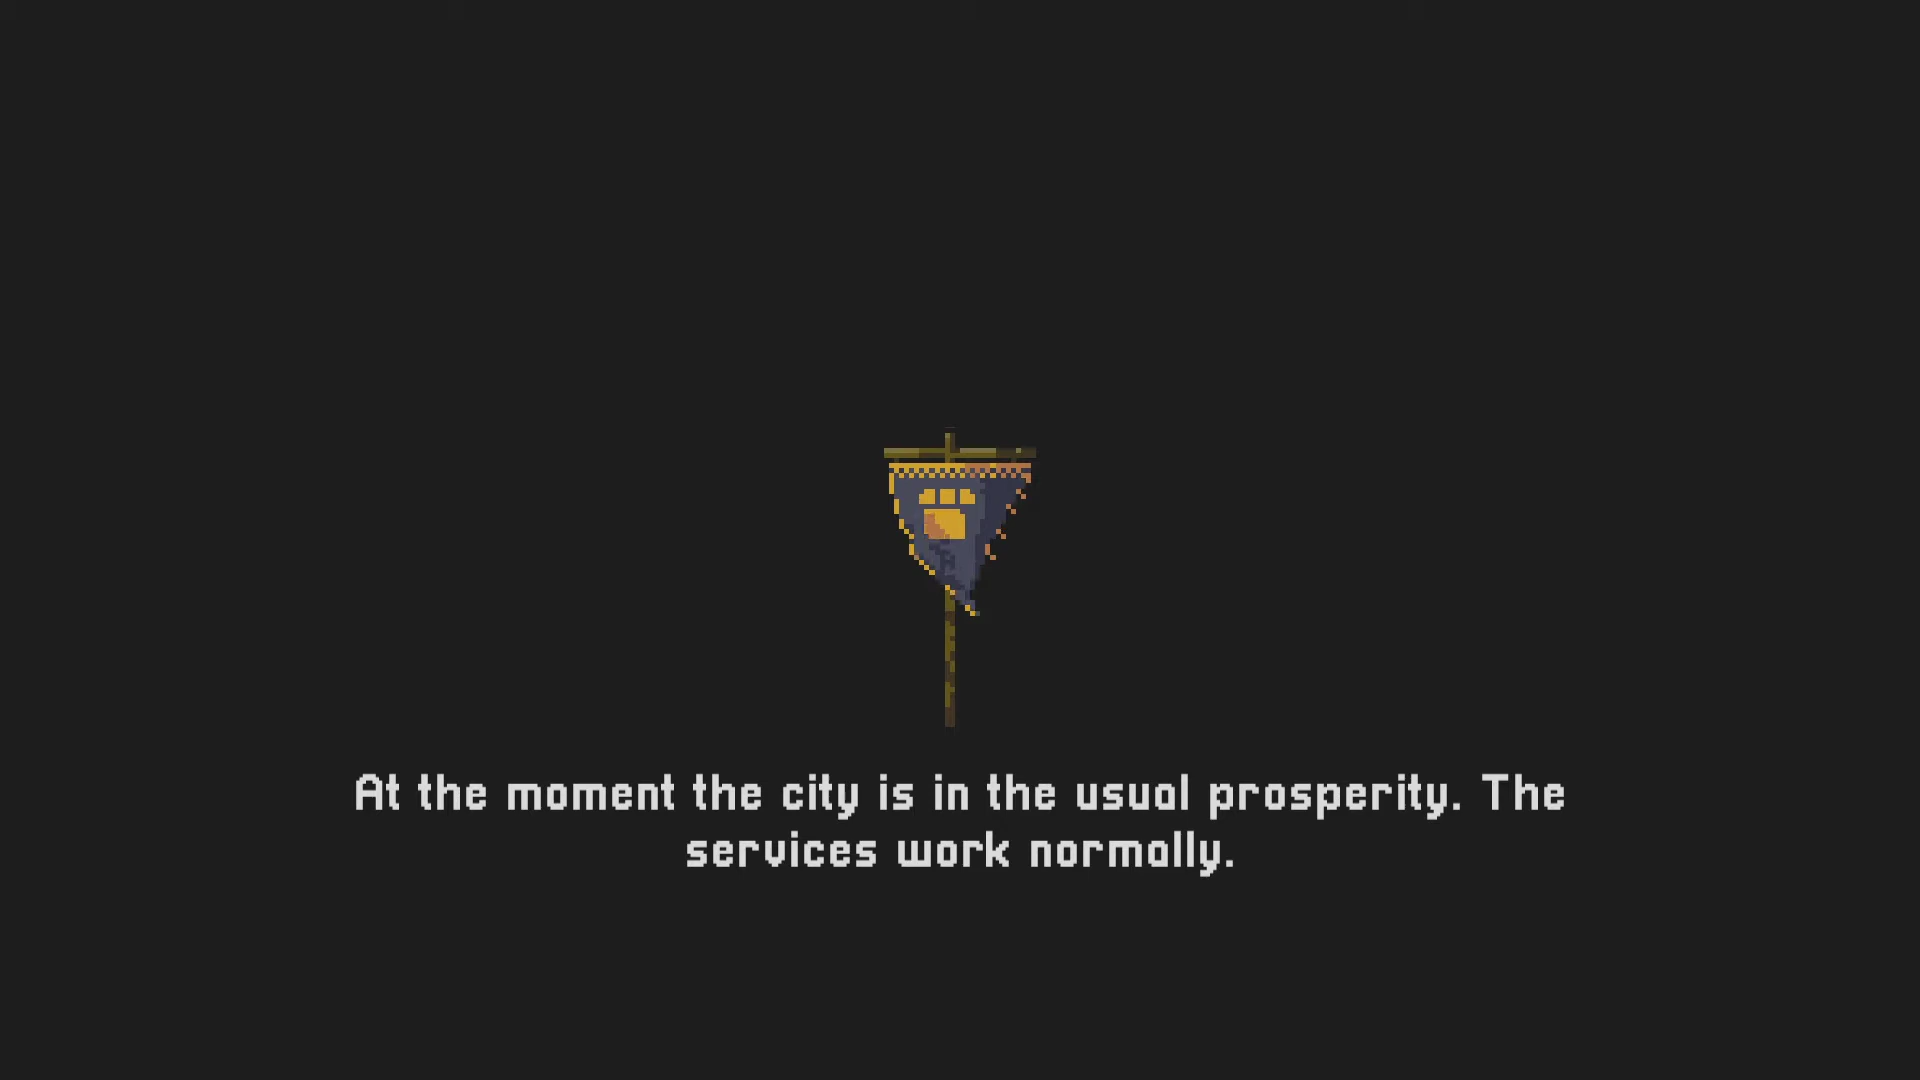 At the moment the city is in the usual prosperity. The
services work normally.